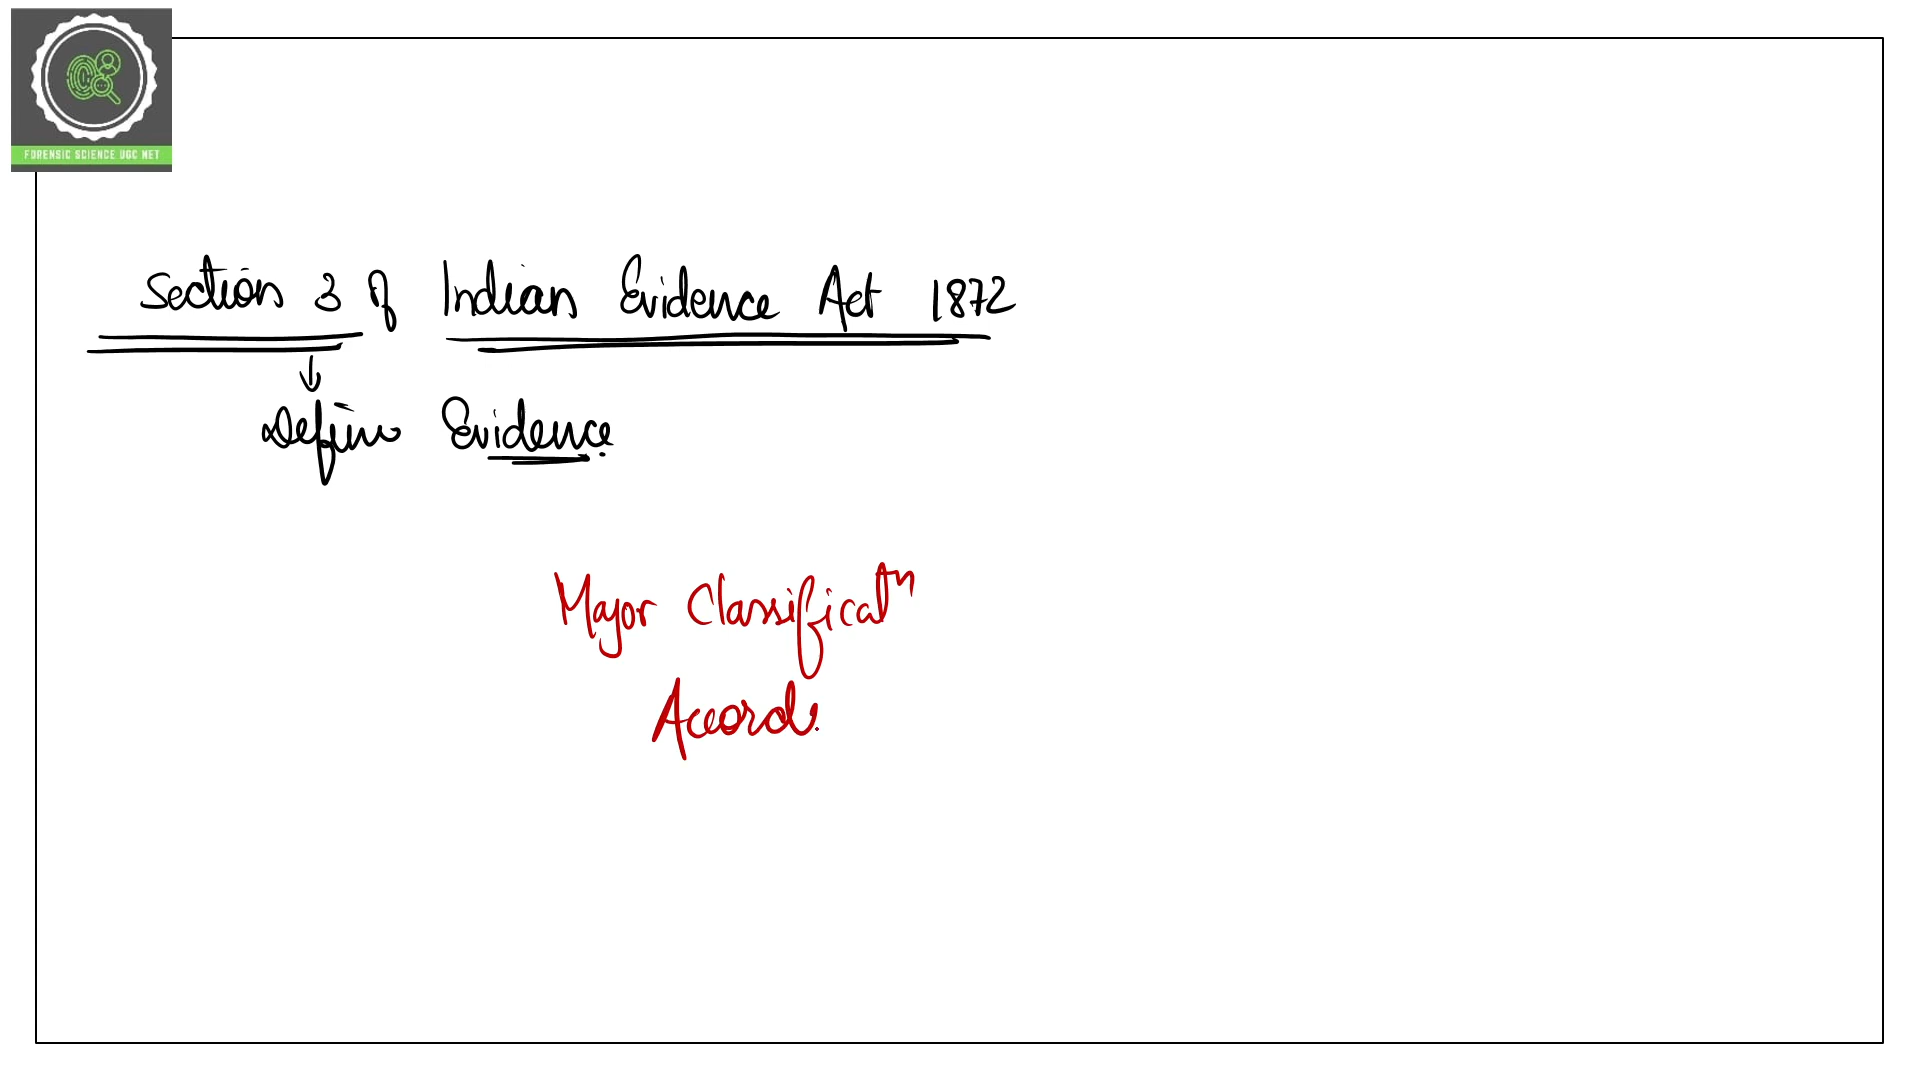 FORENSIC SCIENCE UGC NET
Section 3 of Indian Evidence Act 1872
↓
Define Evidence
Major Classificatn
Accord